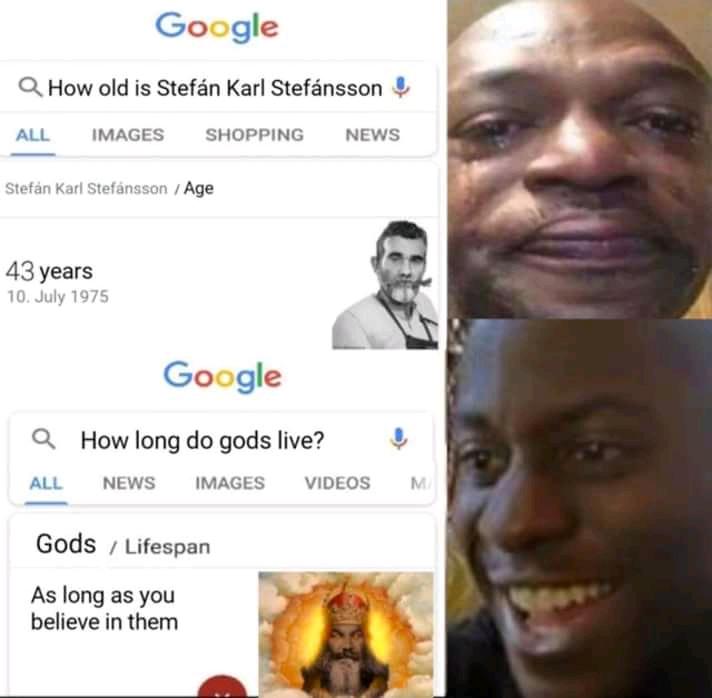 Google
How old is Stefán Karl Stefánsson
ALL IMAGES SHOPPING NEWS
Stefán Karl Stefánsson / Age
43 years
10. July 1975
Google
How long do gods live?
ALL NEWS IMAGES VIDEOS MA
Gods / Lifespan
As long as you
believe in them